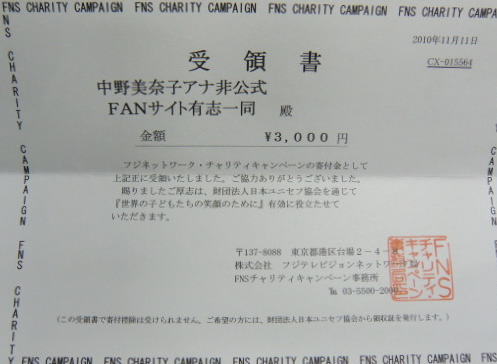 FNS CHARITY CAMPAIGN FNS CHARITY CAMPAIGN FNS CHARITY CAMPAIGN
2010年11月11日
CX-015564
受領書
中野美奈子アナ非公式
FANサイト有志一同 殿
金額 ¥3,000 円
フジネットワーク・チャリティキャンペーンの寄付金として
上記正に受領いたしました。ご協力ありがとうございました。
賜りましたご厚志は、財団法人日本ユニセフ協会を通じて
『世界の子どもたちの笑顔のために』有効に役立たせて
いただきます。
〒137-8088 東京都港区台場2-4-8
株式会社 フジテレビジョンネットワーク
FNSチャリティキャンペーン事務所
℡ 03-5500-2000
FNS
チャリティ
キャンペーン
(この受領書で寄付控除は受けられません。ご希望の方には、財団法人日本ユニセフ協会から領収証を発行します。)
FNS CHARITY CAMPAIGN FNS CHARITY
CHARITY CAMPAIGN FNS CHARITY
FNS CHARITY CAMPAIGN FNS CHARITY CAMPAIGN FNS CHARITY CAMPAIGN